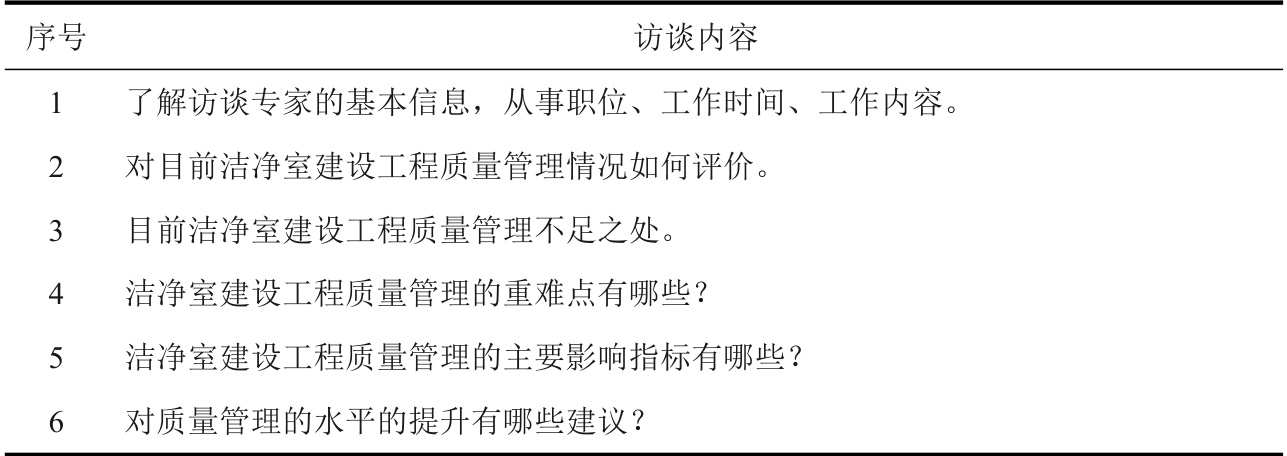 序号 访谈内容
1 了解访谈专家的基本信息，从事职位、工作时间、工作内容。
2 对目前洁净室建设工程质量管理情况如何评价。
3 目前洁净室建设工程质量管理不足之处。
4 洁净室建设工程质量管理的重难点有哪些？
5 洁净室建设工程质量管理的主要影响指标有哪些？
6 对质量管理的水平的提升有哪些建议？